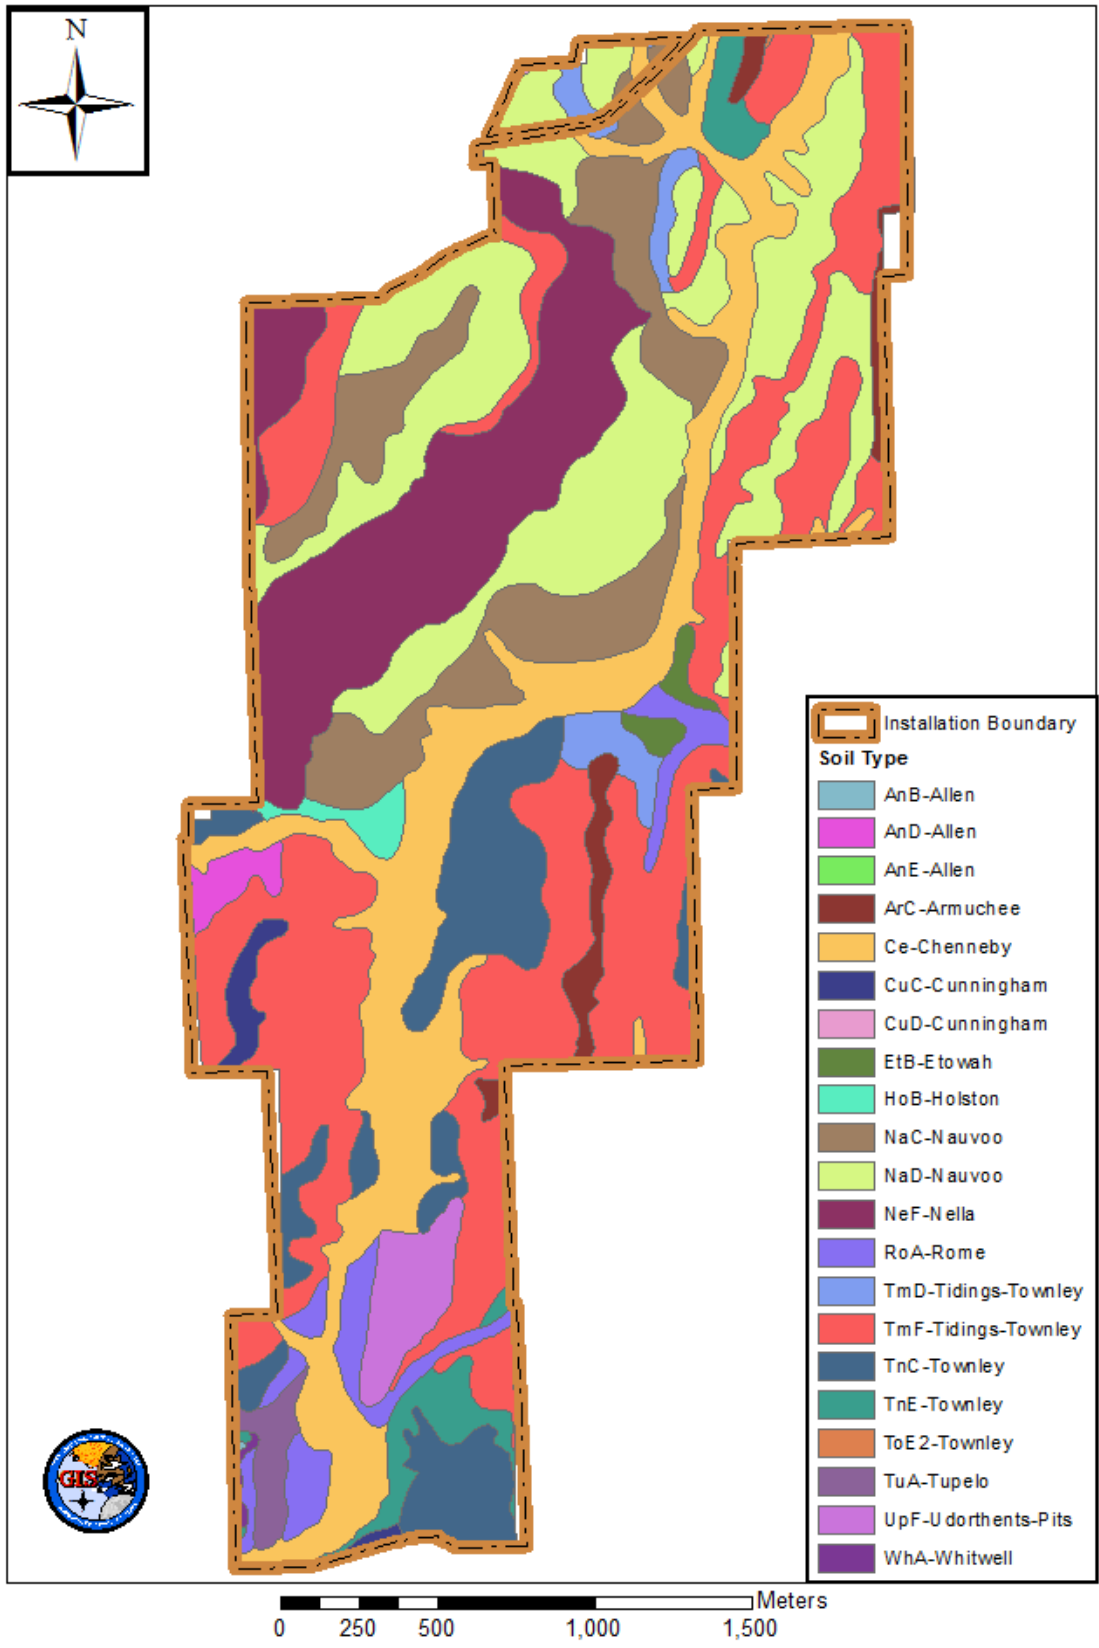 N
Installation Boundary
Soil Type
AnB-Allen
AnD-Allen
AnE-Allen
ArC-Armuchee
Ce-Chenneby
CuC-Cunningham
CuD-Cunningham
EtB-Etowah
HoB-Holston
NaC-Nauvoo
NaD-Nauvoo
NeF-Nella
RoA-Rome
TmD-Tidings-Townley
TmF-Tidings-Townley
TnC-Townley
TnE-Townley
ToE2-Townley
TuA-Tupelo
UpF-Udorthents-Pits
WhA-Whitwell
GIS
Meters
0 250 500 1,000 1,500